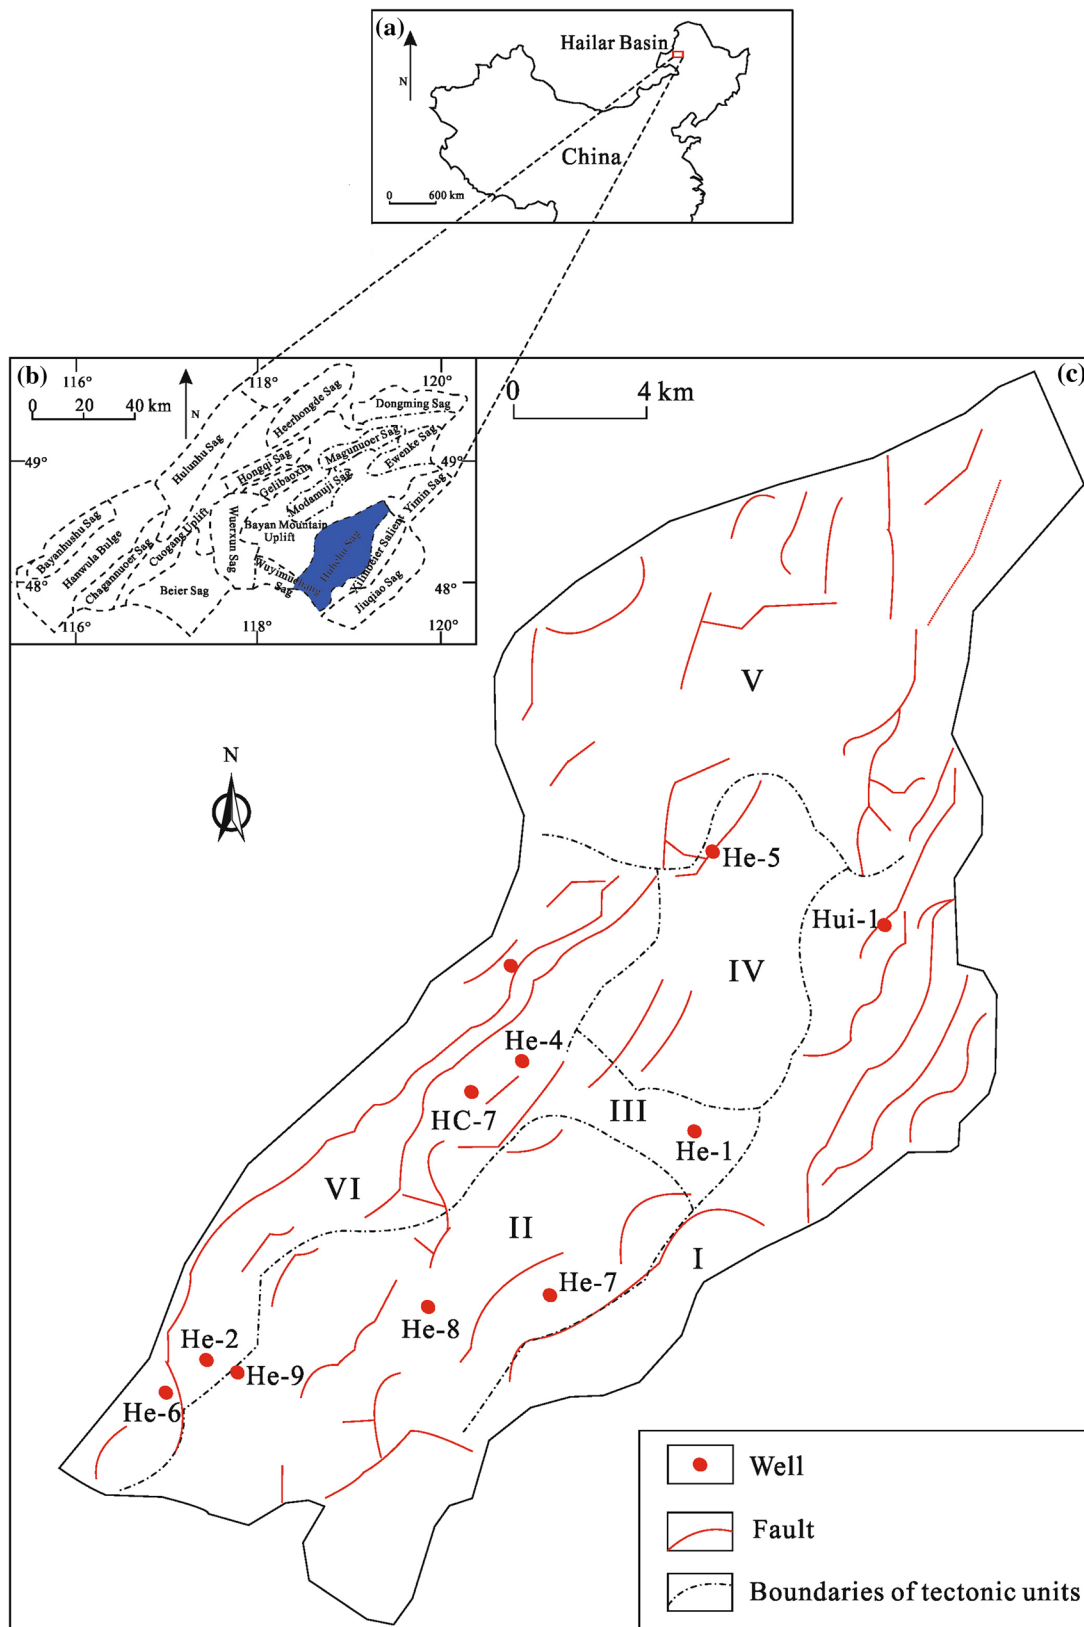 (a)
Hailar Basin
N
China
0 600 km
(b)
116°
118°
120°
0 20 40 km
N
49°
49°
48°
48°
116°
118°
120°
Heerhongde Sag
Dongming Sag
Hulunhu Sag
Hongqi Sag
Magunuoer Sag
Ewenke Sag
Gelibaoxin
Modamuji Sag
Yimin Sag
Bayanhushu Sag
Hanwula Bulge
Chagannuoer Sag
Cuogang Uplift
Wuerxun Sag
Bayan Mountain
Uplift
Huhehu Sag
Xilinbeier Salient
Beier Sag
Wuyimuchang
Sag
Jiuqiao Sag
(c)
0 4 km
N
V
He-5
Hui-1
IV
He-4
HC-7
III
He-1
VI
II
I
He-7
He-8
He-2
He-9
He-6
Well
Fault
Boundaries of tectonic units